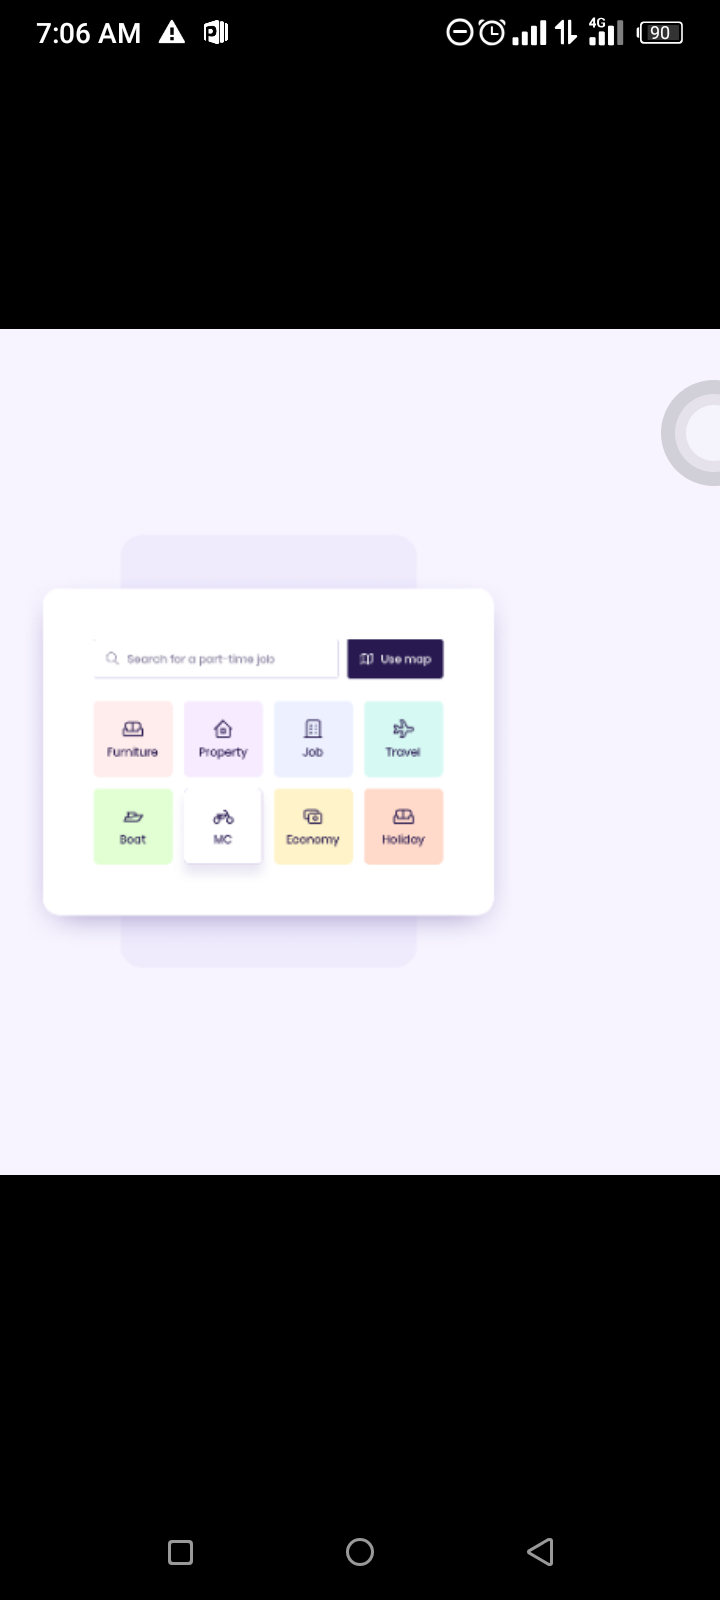 7:06 AM
4G
90
Search for a part-time job
Use map
Furniture
Property
Job
Travel
Boat
MC
Economy
Holiday